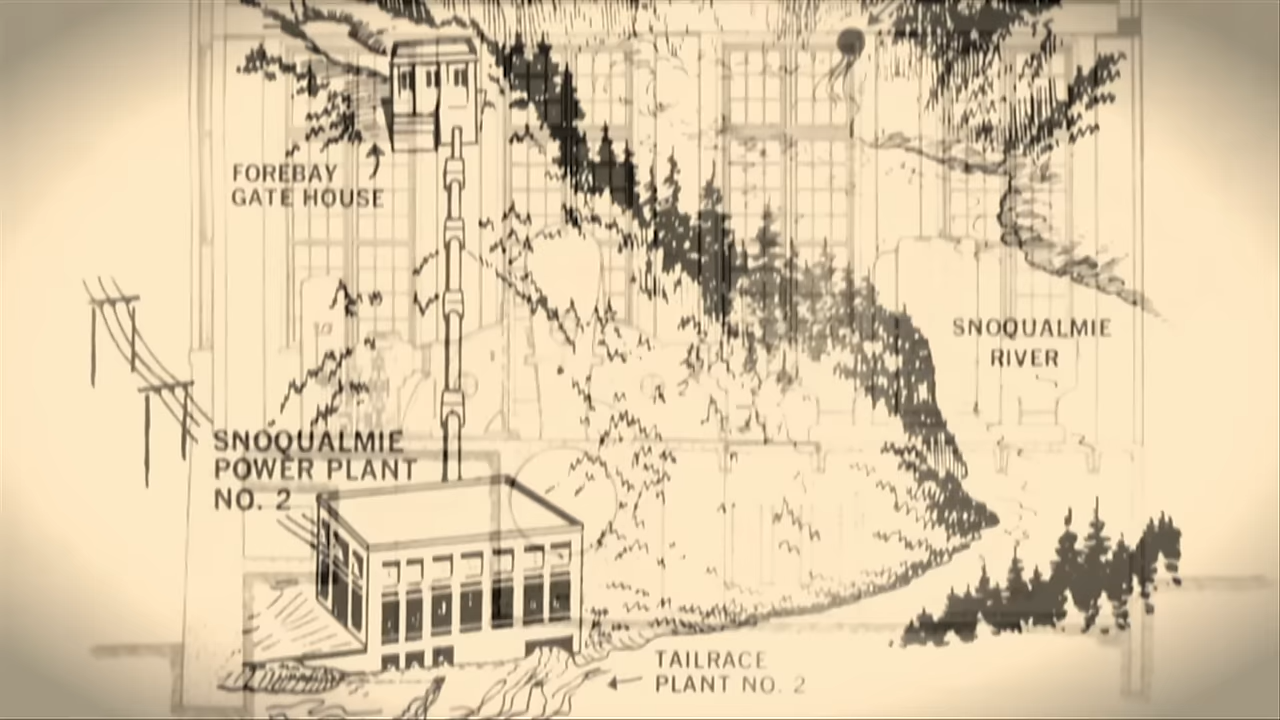 FOREBAY
GATE HOUSE
SNOQUALMIE
RIVER
SNOQUALMIE
POWER PLANT
NO. 2
TAILRACE
PLANT NO. 2